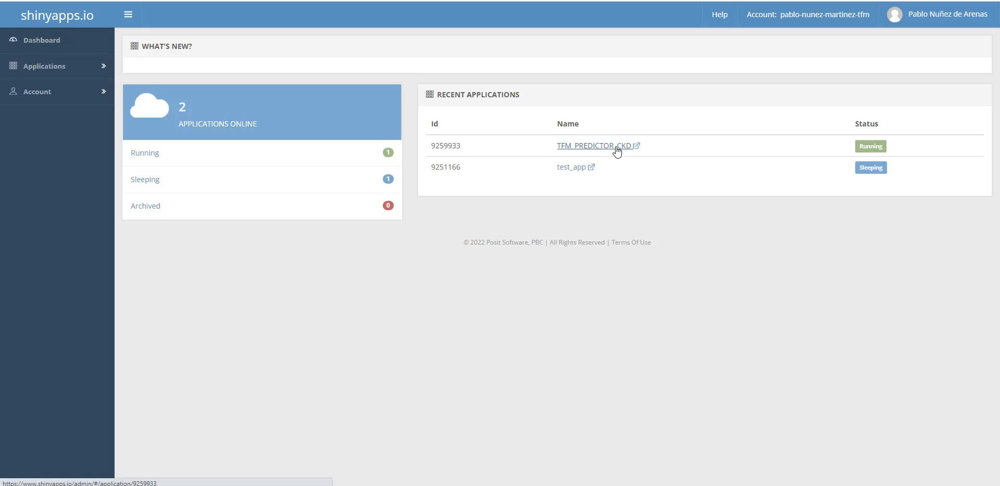 shinyapps.io
Help
Account: pablo-nunez-martinez-tfm
Pablo Nuñez de Arenas
Dashboard
Applications
Account
WHAT'S NEW?
2
APPLICATIONS ONLINE
Running 1
Sleeping 1
Archived 0
RECENT APPLICATIONS
Id Name Status
9259933 TFM_PREDICTOR_CKD Running
9251166 test_app Sleeping
© 2022 Posit Software, PBC | All Rights Reserved | Terms Of Use
https://www.shinyapps.io/admin/#/application/9259933